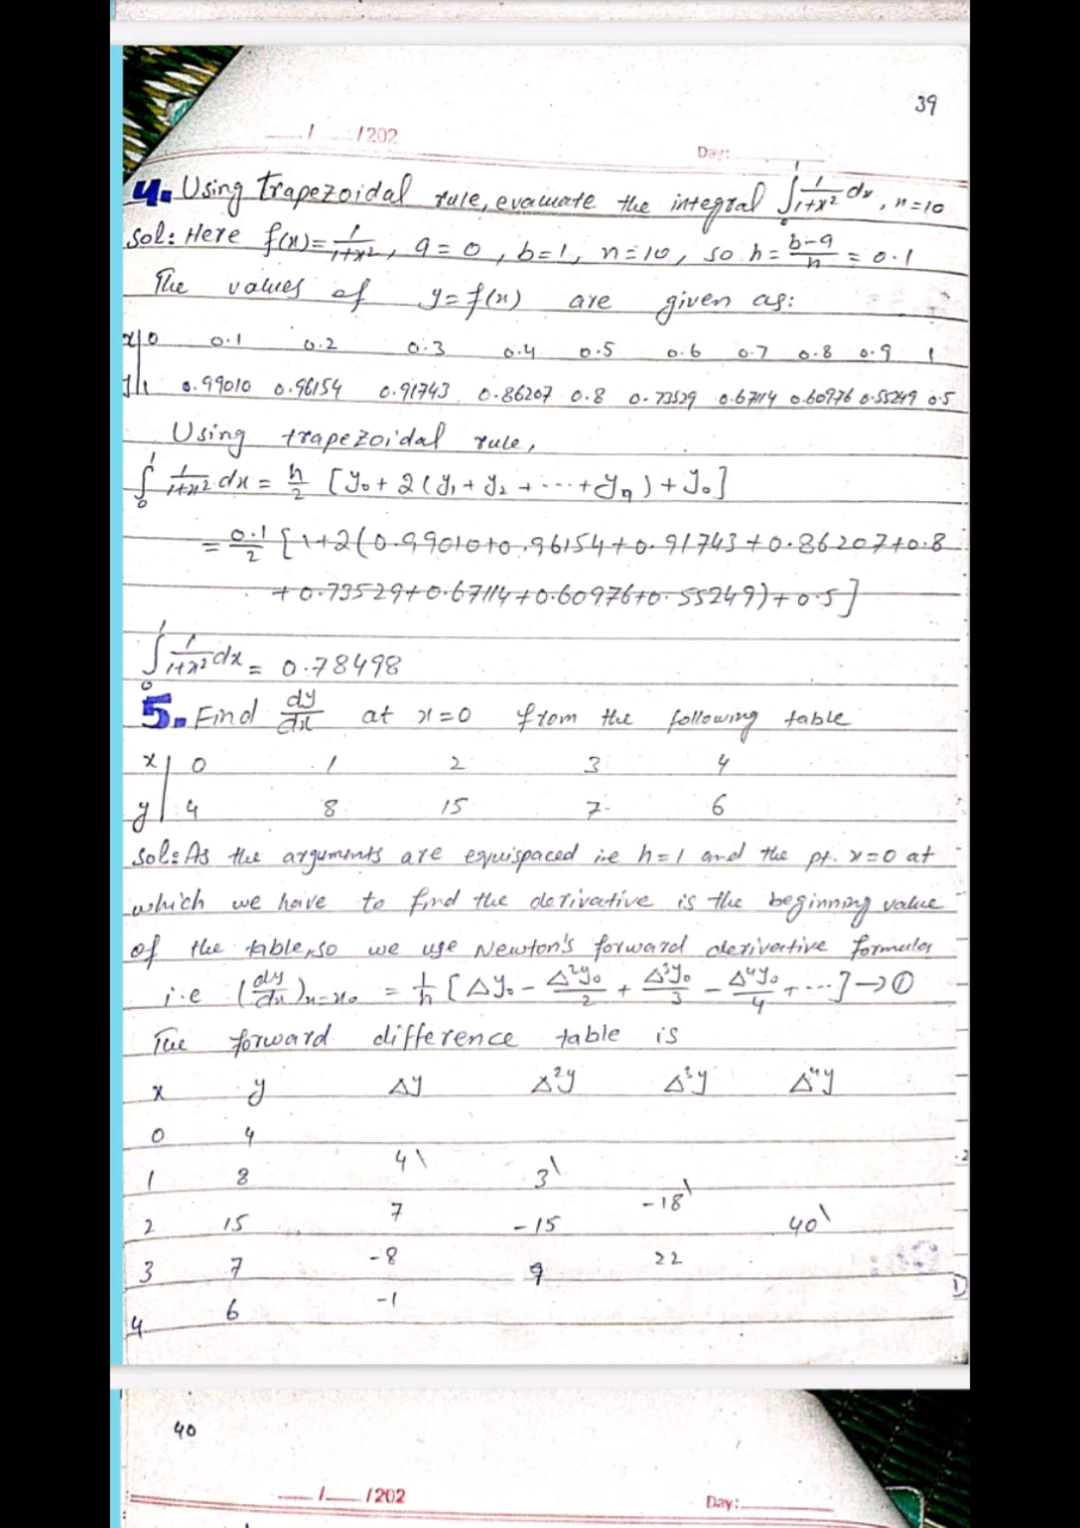 39
/ /202
Day:
4. Using trapezoidal rule, evaluate the integral ∫₀¹ 1/(1+x²) dx, n=10
Sol: Here f(x)= 1/(1+x²), a=0, b=1, n=10, so h= (b-a)/n = 0.1
The values of y=f(x) are given as:
x | 0 0.1 0.2 0.3 0.4 0.5 0.6 0.7 0.8 0.9 1
y | 1 0.99010 0.96154 0.91743 0.86207 0.8 0.73529 0.67114 0.60976 0.55249 0.5
Using trapezoidal rule,
∫₀¹ 1/(1+x²) dx = h/2 [y₀ + 2(y₁ + y₂ + ... + y₉) + y₀]
= 0.1/2 [1+2(0.99010+0.96154+0.91743+0.86207+0.8
+0.73529+0.67114+0.60976+0.55249)+0.5]
∫₀¹ 1/(1+x²) dx = 0.78498
5. Find dy/dx at x=0 from the following table
x | 0 1 2 3 4
y | 4 8 15 7 6
Sol: As the arguments are equispaced i.e h=1 and the pt. x=0 at
which we have to find the derivative is the beginning value
of the table, so we use Newton's forward derivative formula
i.e (dy/dx)x=x₀ = 1/h [Δy₀ - Δ²y₀/2 + Δ³y₀/3 - Δ⁴y₀/4 + ...] → ①
The forward difference table is
x y Δy Δ²y Δ³y Δ⁴y
0 4
4\
1 8 3\
7 -18\
2 15 -15 40\
-8 22
3 7 9
-1
4 6
40
/ /202
Day: